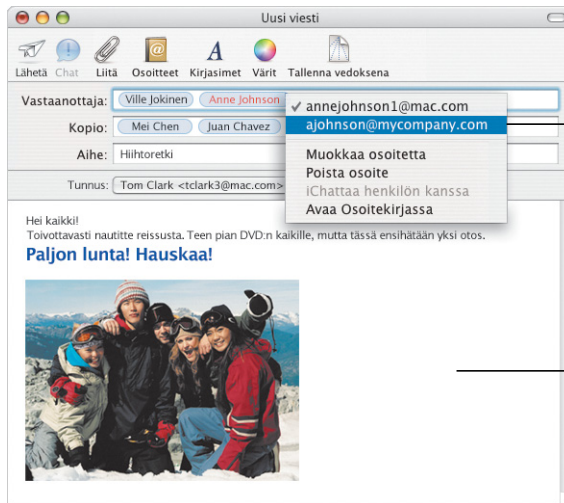 Uusi viesti
Lähetä Chat Liitä Osoitteet Kirjasimet Värit Tallenna vedoksena
Vastaanottaja: Ville Jokinen Anne Johnson
✓ annejohnson1@mac.com
ajohnson@mycompany.com
Muokkaa osoitetta
Poista osoite
iChattaa henkilön kanssa
Avaa Osoitekirjassa
Kopio: Mei Chen Juan Chavez
Aihe: Hiihtoretki
Tunnus: Tom Clark <tclark3@mac.com>
Hei kaikki!
Toivottavasti nautitte reissusta. Teen pian DVD:n kaikille, mutta tässä ensihätään yksi otos.
Paljon lunta! Hauskaa!